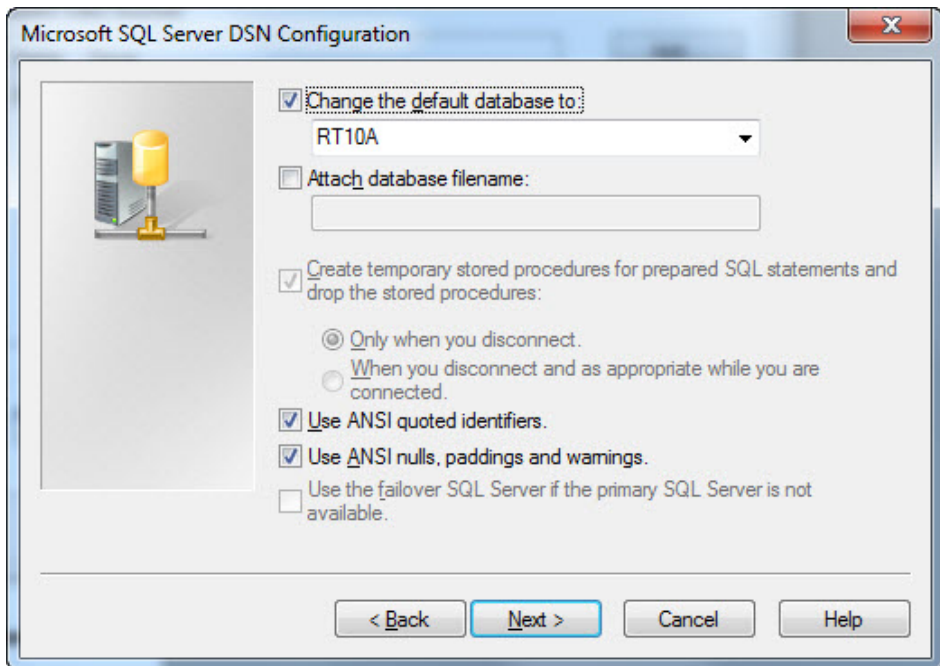 Microsoft SQL Server DSN Configuration
Change the default database to:
RT10A
Attach database filename:
Create temporary stored procedures for prepared SQL statements and
drop the stored procedures:
Only when you disconnect.
When you disconnect and as appropriate while you are
connected.
Use ANSI quoted identifiers.
Use ANSI nulls, paddings and warnings.
Use the failover SQL Server if the primary SQL Server is not
available.
< Back
Next >
Cancel
Help